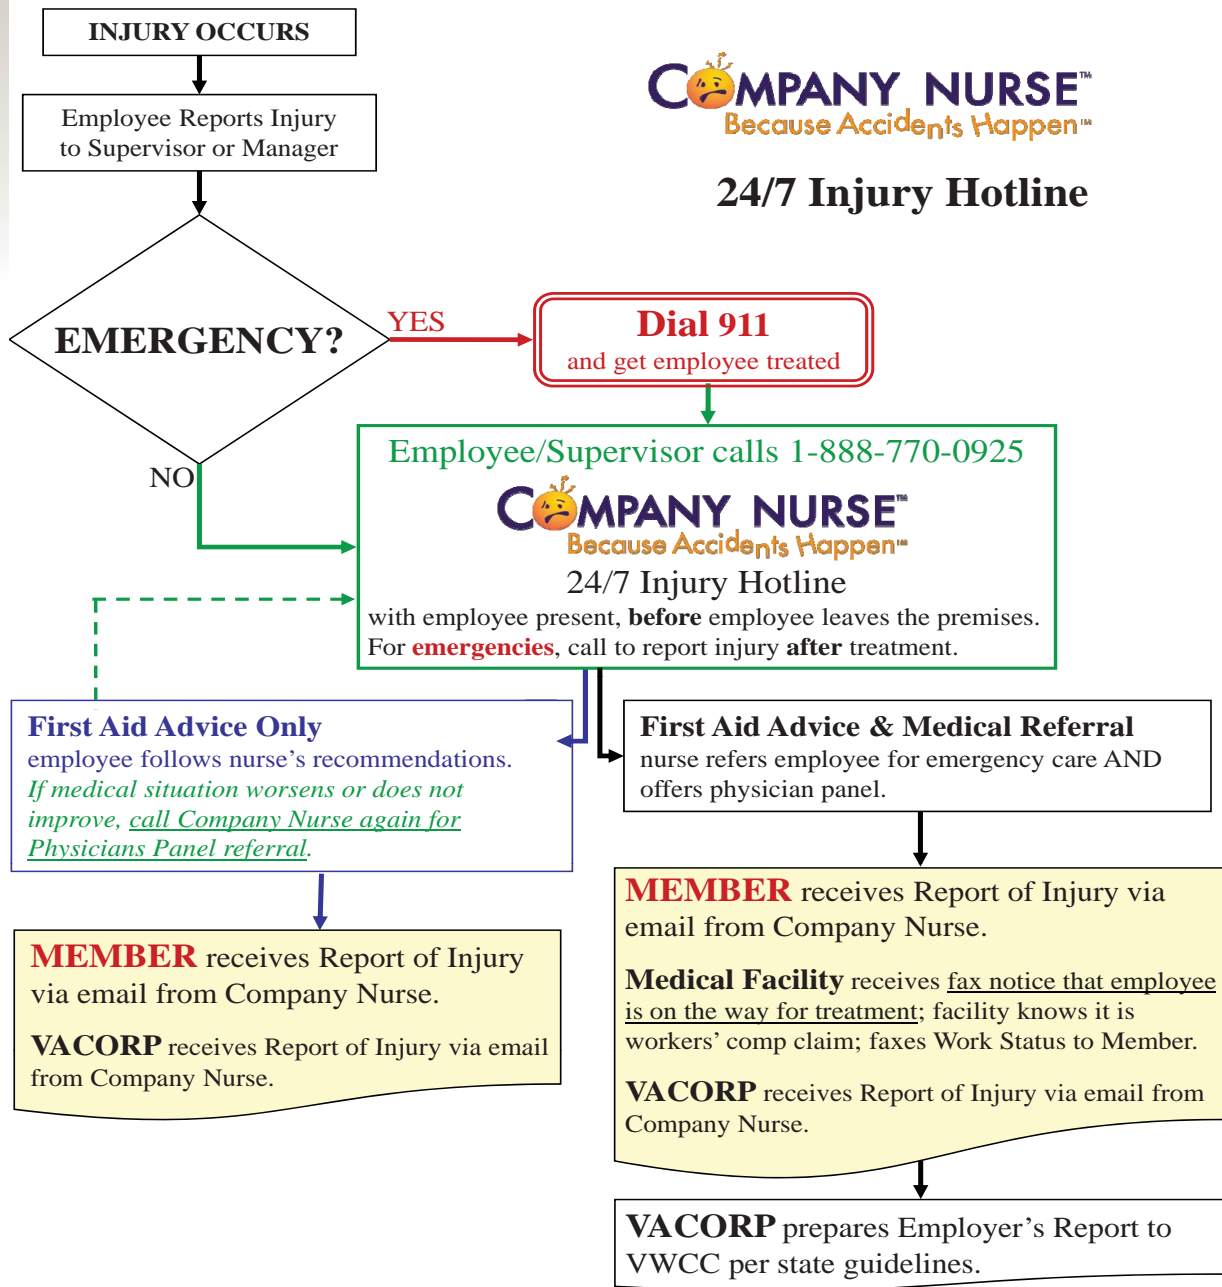 INJURY OCCURS
Employee Reports Injury
to Supervisor or Manager
COMPANY NURSE™
Because Accidents Happen™
24/7 Injury Hotline
EMERGENCY?
YES
Dial 911
and get employee treated
NO
Employee/Supervisor calls 1-888-770-0925
COMPANY NURSE™
Because Accidents Happen™
24/7 Injury Hotline
with employee present, before employee leaves the premises.
For emergencies, call to report injury after treatment.
First Aid Advice Only
employee follows nurse’s recommendations.
If medical situation worsens or does not
improve, call Company Nurse again for
Physicians Panel referral.
First Aid Advice & Medical Referral
nurse refers employee for emergency care AND
offers physician panel.
MEMBER receives Report of Injury
via email from Company Nurse.
VACORP receives Report of Injury via email
from Company Nurse.
MEMBER receives Report of Injury via
email from Company Nurse.
Medical Facility receives fax notice that employee
is on the way for treatment; facility knows it is
workers’ comp claim; faxes Work Status to Member.
VACORP receives Report of Injury via email from
Company Nurse.
VACORP prepares Employer’s Report to
VWCC per state guidelines.